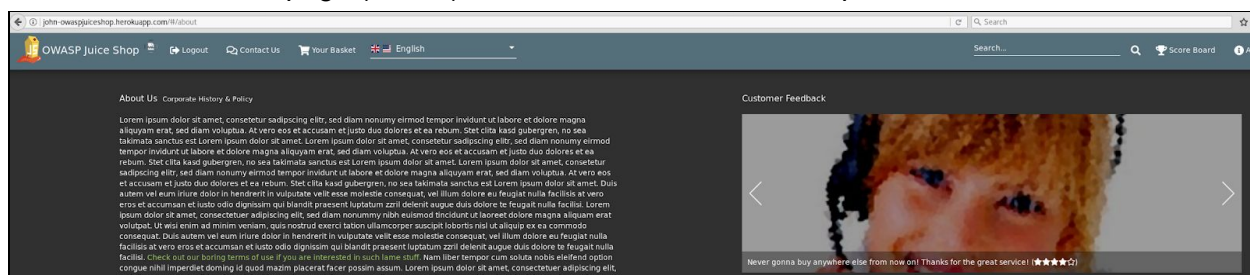 john-owaspjuiceshop.herokuapp.com/#/about
Search
OWASP Juice Shop
Logout
Contact Us
Your Basket
English
Search...
Score Board
About Us Corporate History & Policy
Lorem ipsum dolor sit amet, consetetur sadipscing elitr, sed diam nonumy eirmod tempor invidunt ut labore et dolore magna
aliquyam erat, sed diam voluptua. At vero eos et accusam et justo duo dolores et ea rebum. Stet clita kasd gubergren, no sea
takimata sanctus est Lorem ipsum dolor sit amet. Lorem ipsum dolor sit amet, consetetur sadipscing elitr, sed diam nonumy eirmod
tempor invidunt ut labore et dolore magna aliquyam erat, sed diam voluptua. At vero eos et accusam et justo duo dolores et ea
rebum. Stet clita kasd gubergren, no sea takimata sanctus est Lorem ipsum dolor sit amet. Lorem ipsum dolor sit amet, consetetur
sadipscing elitr, sed diam nonumy eirmod tempor invidunt ut labore et dolore magna aliquyam erat, sed diam voluptua. At vero eos
et accusam et justo duo dolores et ea rebum. Stet clita kasd gubergren, no sea takimata sanctus est Lorem ipsum dolor sit amet. Duis
autem vel eum iriure dolor in hendrerit in vulputate velit esse molestie consequat, vel illum dolore eu feugiat nulla facilisis at vero
eros et accumsan et iusto odio dignissim qui blandit praesent luptatum zzril delenit augue duis dolore te feugait nulla facilisi. Lorem
ipsum dolor sit amet, consectetuer adipiscing elit, sed diam nonummy nibh euismod tincidunt ut laoreet dolore magna aliquam erat
volutpat. Ut wisi enim ad minim veniam, quis nostrud exerci tation ullamcorper suscipit lobortis nisl ut aliquip ex ea commodo
consequat. Duis autem vel eum iriure dolor in hendrerit in vulputate velit esse molestie consequat, vel illum dolore eu feugiat nulla
facilisis at vero eros et accumsan et iusto odio dignissim qui blandit praesent luptatum zzril delenit augue duis dolore te feugait nulla
facilisi. Check out our boring terms of use if you are interested in such lame stuff. Nam liber tempor cum soluta nobis eleifend option
congue nihil imperdiet doming id quod mazim placerat facer possim assum. Lorem ipsum dolor sit amet, consectetuer adipiscing elit,
Customer Feedback
Never gonna buy anywhere else from now on! Thanks for the great service! (★★★★☆)